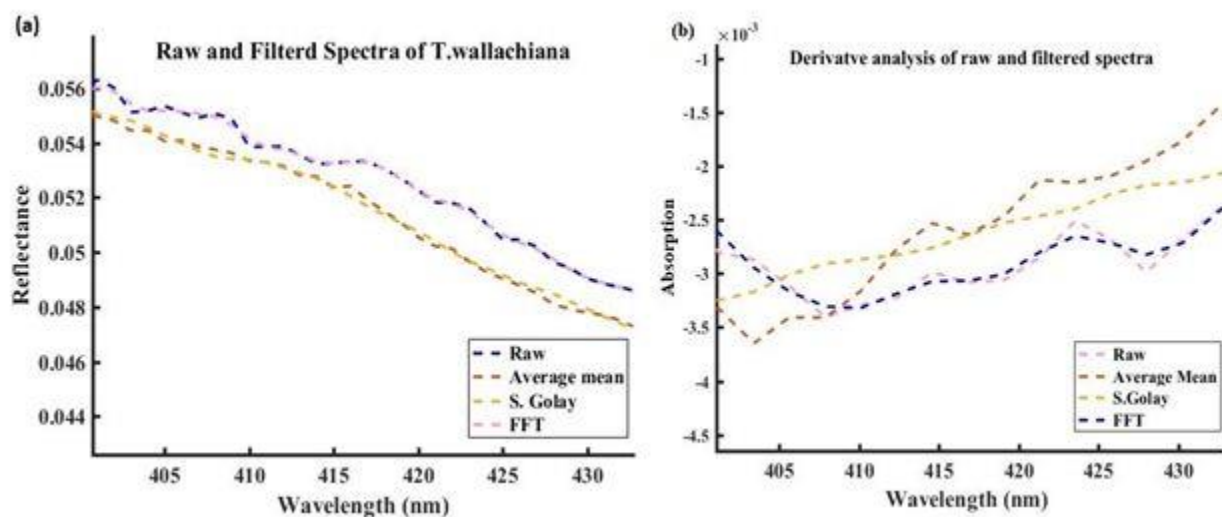 (a)
Raw and Filterd Spectra of T.wallachiana
Reflectance
0.056
0.054
0.052
0.05
0.048
0.046
0.044
405 410 415 420 425 430
Wavelength (nm)
Raw
Average mean
S. Golay
FFT
(b)
×10⁻³
Derivatve analysis of raw and filtered spectra
Absorption
-1
-1.5
-2
-2.5
-3
-3.5
-4
-4.5
405 410 415 420 425 430
Wavelength (nm)
Raw
Average Mean
S.Golay
FFT